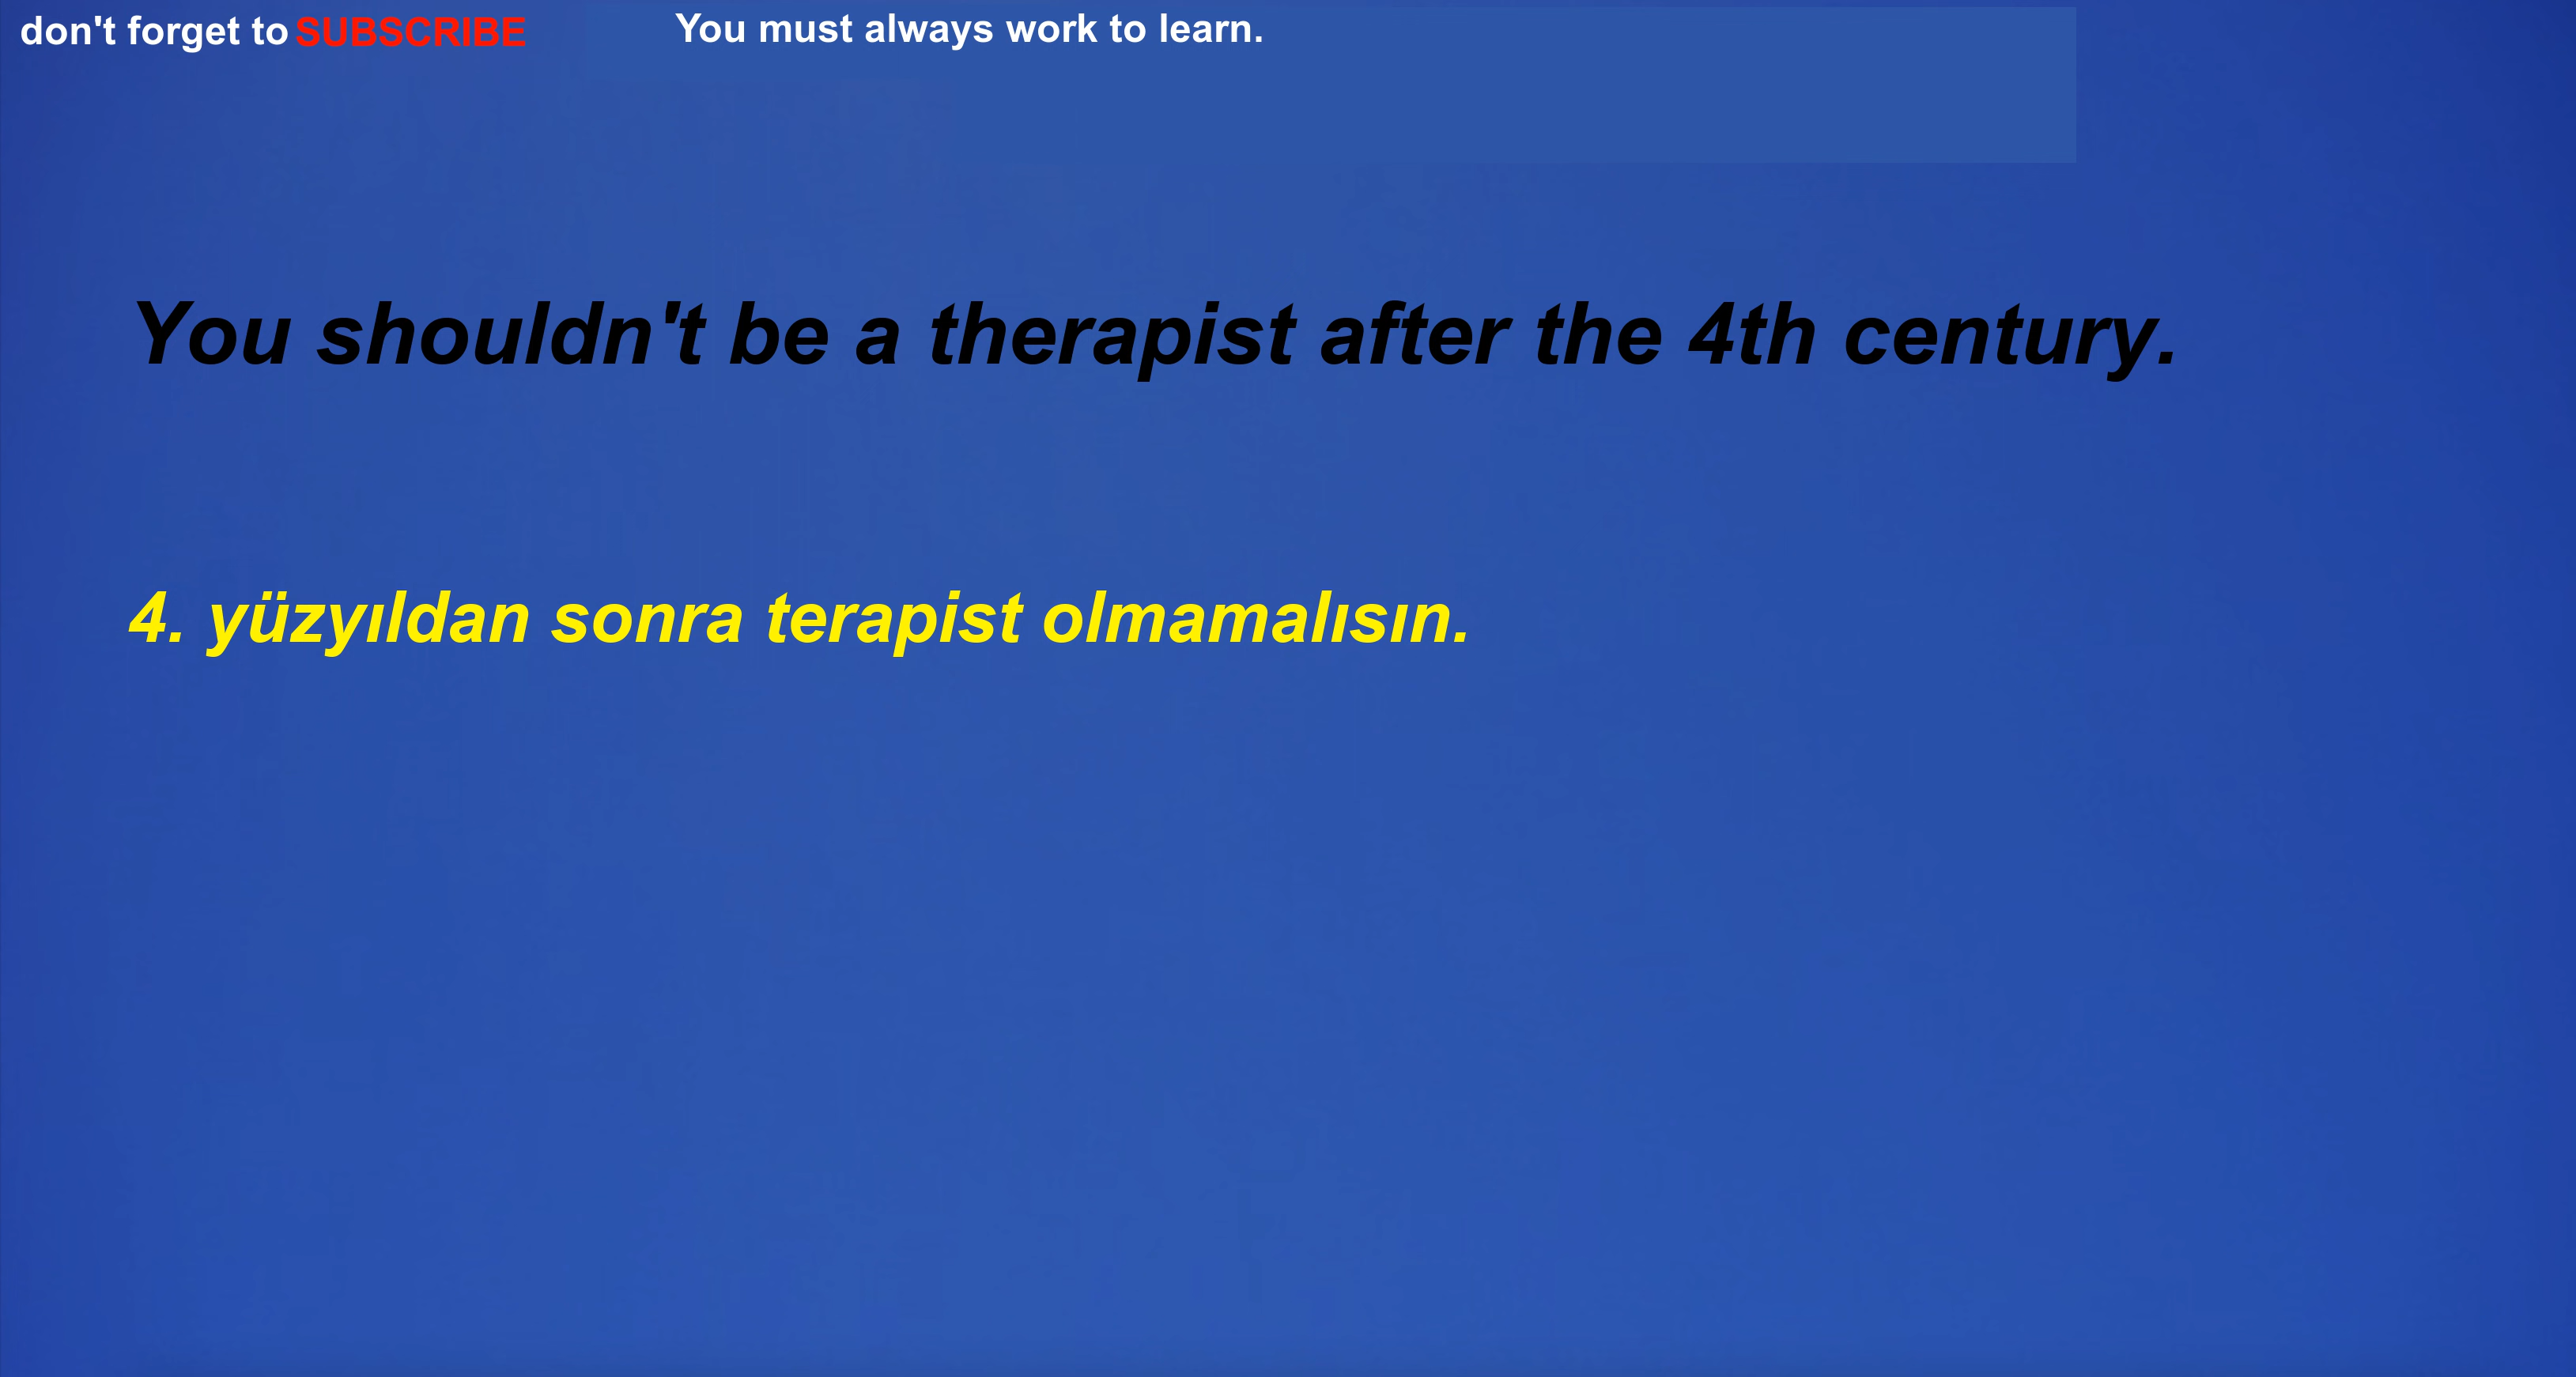 don't forget to SUBSCRIBE You must always work to learn.
You shouldn't be a therapist after the 4th century.
4. yüzyıldan sonra terapist olmamalısın.